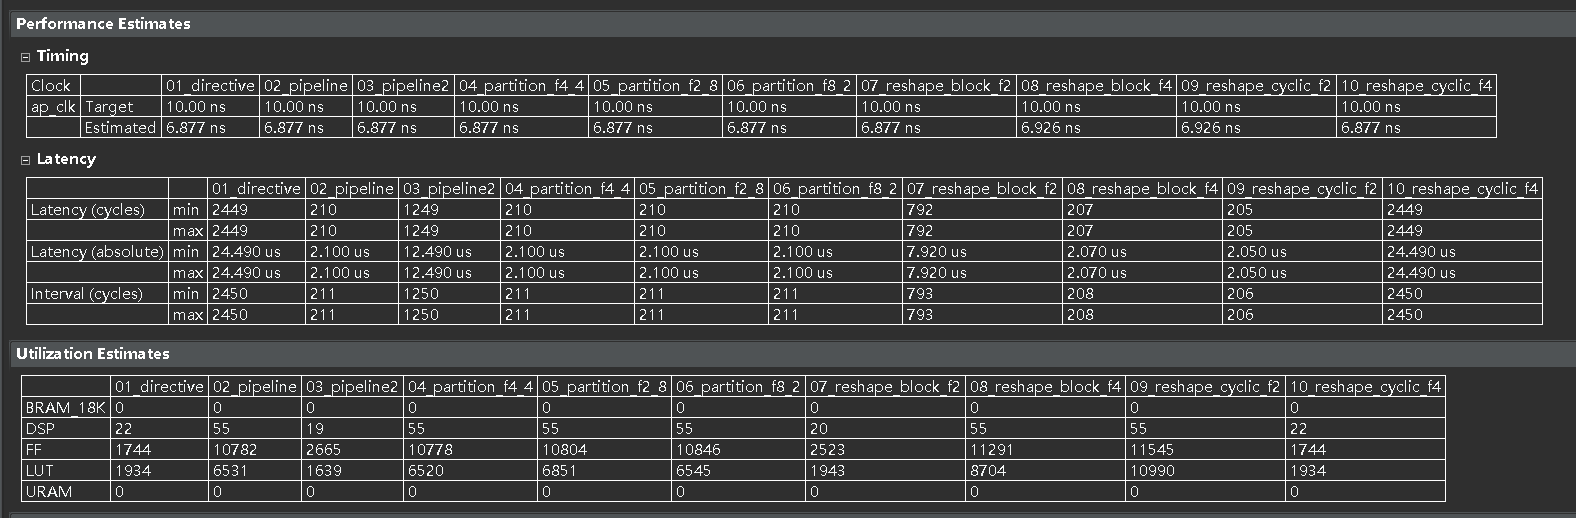 Performance Estimates
Timing
Clock 01_directive 02_pipeline 03_pipeline2 04_partition_f4_4 05_partition_f2_8 06_partition_f8_2 07_reshape_block_f2 08_reshape_block_f4 09_reshape_cyclic_f2 10_reshape_cyclic_f4
ap_clk Target 10.00 ns 10.00 ns 10.00 ns 10.00 ns 10.00 ns 10.00 ns 10.00 ns 10.00 ns 10.00 ns 10.00 ns
Estimated 6.877 ns 6.877 ns 6.877 ns 6.877 ns 6.877 ns 6.877 ns 6.877 ns 6.926 ns 6.926 ns 6.877 ns
Latency
01_directive 02_pipeline 03_pipeline2 04_partition_f4_4 05_partition_f2_8 06_partition_f8_2 07_reshape_block_f2 08_reshape_block_f4 09_reshape_cyclic_f2 10_reshape_cyclic_f4
Latency (cycles) min 2449 210 1249 210 210 210 792 207 205 2449
max 2449 210 1249 210 210 210 792 207 205 2449
Latency (absolute) min 24.490 us 2.100 us 12.490 us 2.100 us 2.100 us 2.100 us 7.920 us 2.070 us 2.050 us 24.490 us
max 24.490 us 2.100 us 12.490 us 2.100 us 2.100 us 2.100 us 7.920 us 2.070 us 2.050 us 24.490 us
Interval (cycles) min 2450 211 1250 211 211 211 793 208 206 2450
max 2450 211 1250 211 211 211 793 208 206 2450
Utilization Estimates
01_directive 02_pipeline 03_pipeline2 04_partition_f4_4 05_partition_f2_8 06_partition_f8_2 07_reshape_block_f2 08_reshape_block_f4 09_reshape_cyclic_f2 10_reshape_cyclic_f4
BRAM_18K 0 0 0 0 0 0 0 0 0 0
DSP 22 55 19 55 55 55 20 55 55 22
FF 1744 10782 2665 10778 10804 10846 2523 11291 11545 1744
LUT 1934 6531 1639 6520 6851 6545 1943 8704 10990 1934
URAM 0 0 0 0 0 0 0 0 0 0